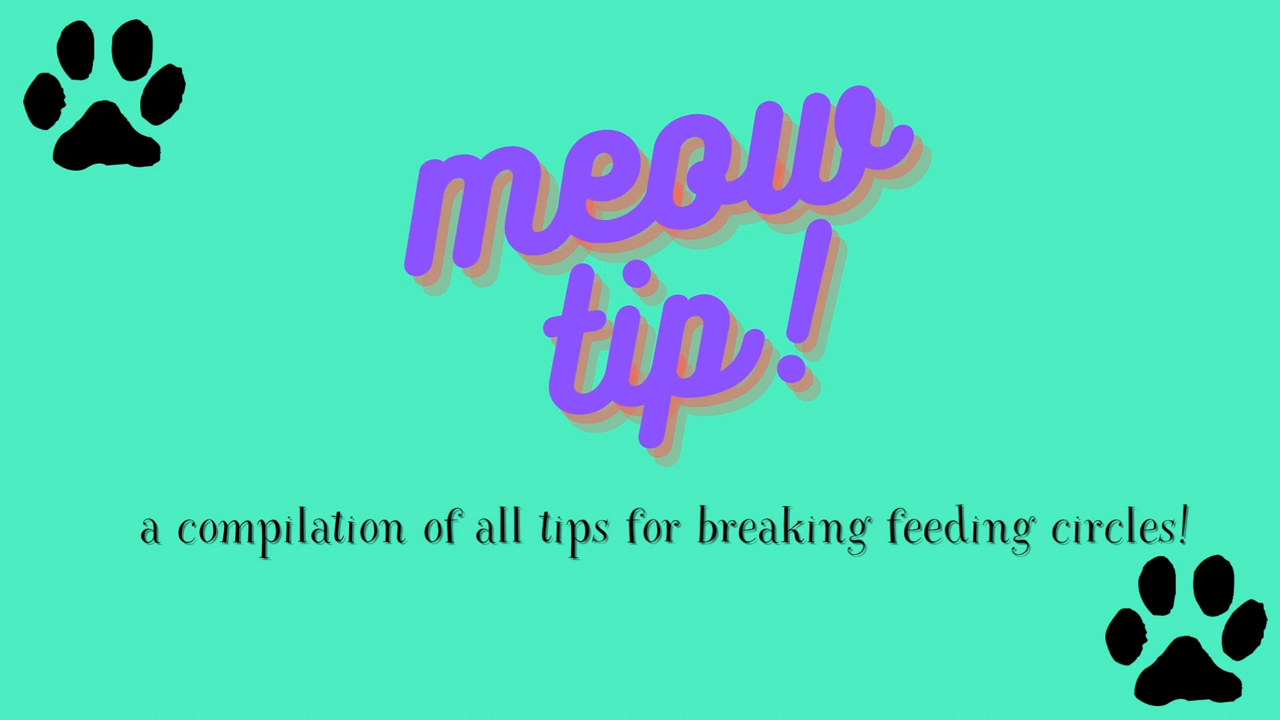 meow
tip!
a compilation of all tips for breaking feeding circles!